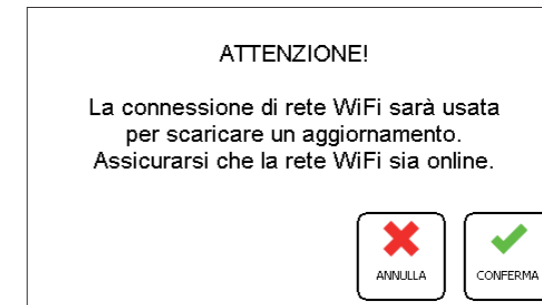 ATTENZIONE!
La connessione di rete WiFi sarà usata
per scaricare un aggiornamento.
Assicurarsi che la rete WiFi sia online.
ANNULLA
CONFERMA